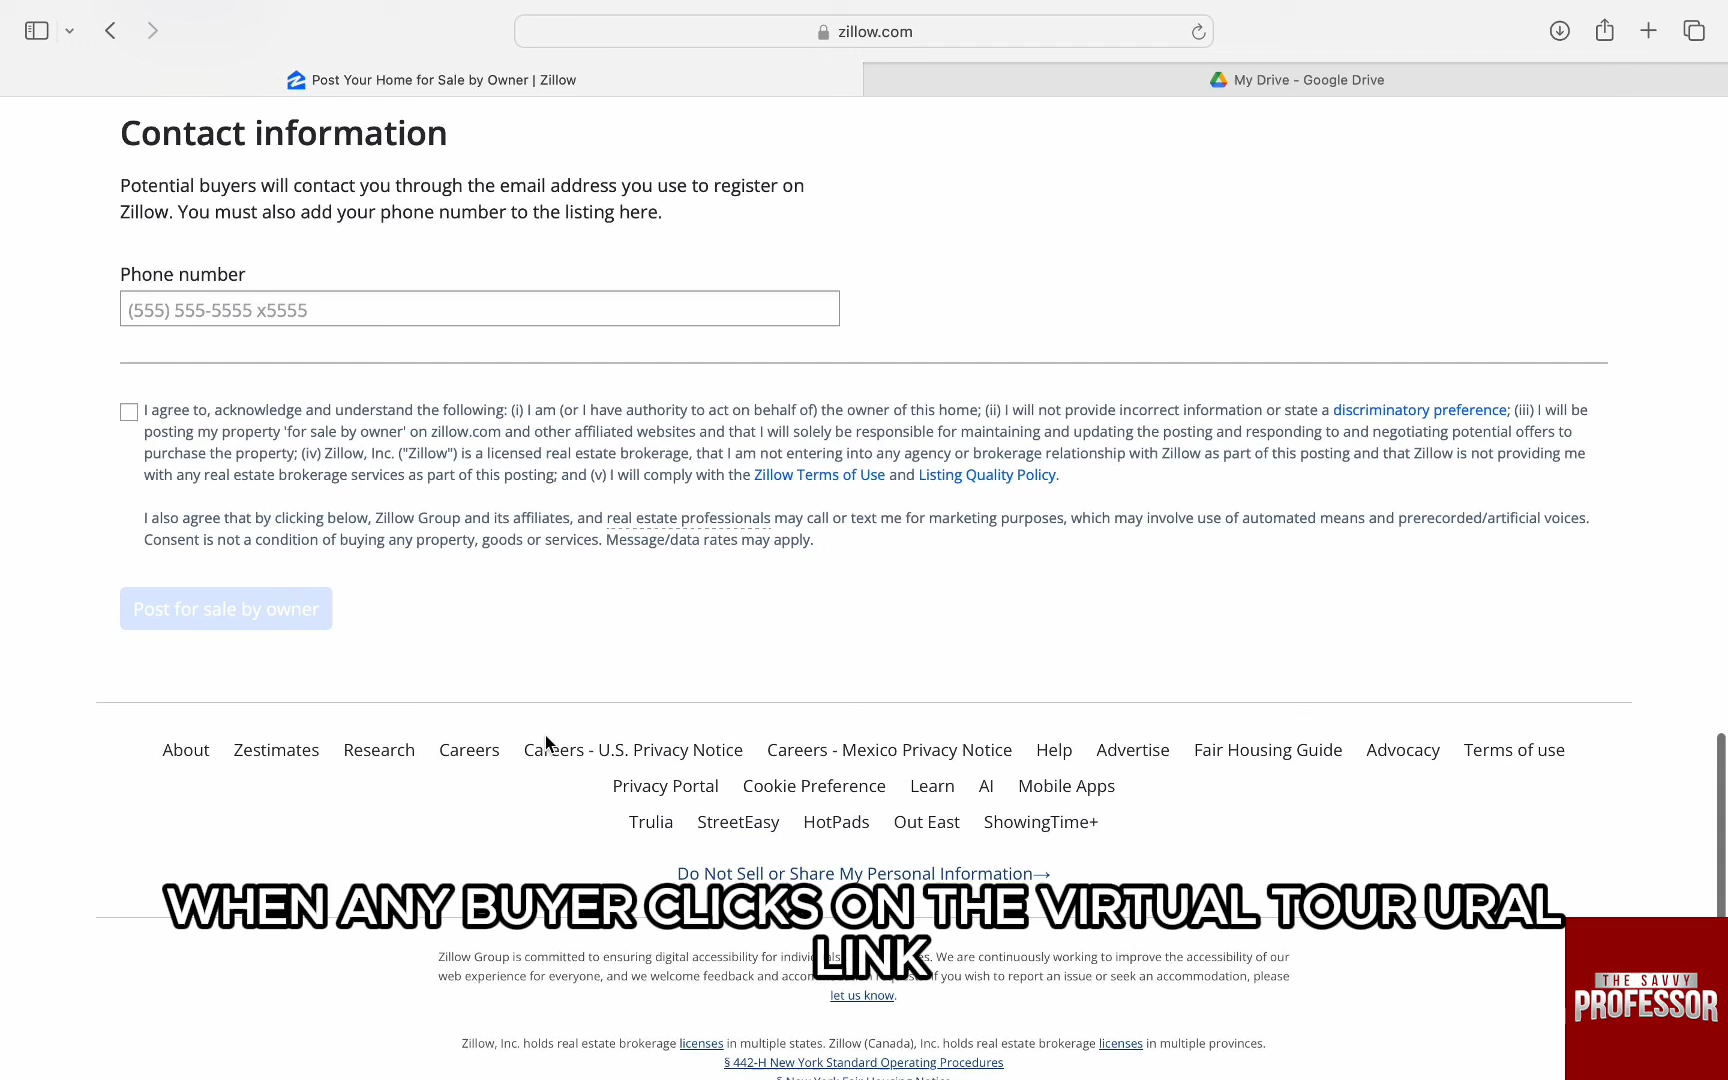 zillow.com
Post Your Home for Sale by Owner | Zillow
My Drive - Google Drive
Contact information
Potential buyers will contact you through the email address you use to register on
Zillow. You must also add your phone number to the listing here.
Phone number
(555) 555-5555 x5555
I agree to, acknowledge and understand the following: (i) I am (or I have authority to act on behalf of) the owner of this home; (ii) I will not provide incorrect information or state a discriminatory preference; (iii) I will be
posting my property 'for sale by owner' on zillow.com and other affiliated websites and that I will solely be responsible for maintaining and updating the posting and responding to and negotiating potential offers to
purchase the property; (iv) Zillow, Inc. ("Zillow") is a licensed real estate brokerage, that I am not entering into any agency or brokerage relationship with Zillow as part of this posting and that Zillow is not providing me
with any real estate brokerage services as part of this posting; and (v) I will comply with the Zillow Terms of Use and Listing Quality Policy.
I also agree that by clicking below, Zillow Group and its affiliates, and real estate professionals may call or text me for marketing purposes, which may involve use of automated means and prerecorded/artificial voices.
Consent is not a condition of buying any property, goods or services. Message/data rates may apply.
Post for sale by owner
About Zestimates Research Careers Careers - U.S. Privacy Notice Careers - Mexico Privacy Notice Help Advertise Fair Housing Guide Advocacy Terms of use
Privacy Portal Cookie Preference Learn AI Mobile Apps
Trulia StreetEasy HotPads Out East ShowingTime+
Do Not Sell or Share My Personal Information→
WHEN ANY BUYER CLICKS ON THE VIRTUAL TOUR URAL
LINK
Zillow Group is committed to ensuring digital accessibility for We are continuously working to improve the accessibility of our
web experience for everyone, and we welcome feedback and if you wish to report an issue or seek an accommodation, please
let us know.
THE SAVVY
PROFESSOR
Zillow, Inc. holds real estate brokerage licenses in multiple states. Zillow (Canada), Inc. holds real estate brokerage licenses in multiple provinces.
§ 442-H New York Standard Operating Procedures
§ New York Fair Housing Notice